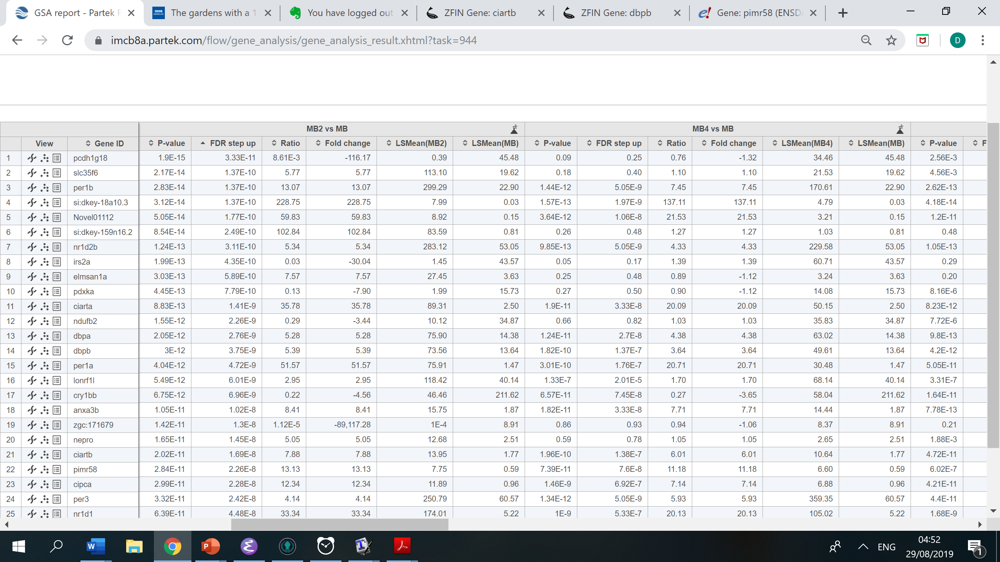 GSA report - Partek F
The gardens with a 1
You have logged out
ZFIN Gene: ciartb
ZFIN Gene: dbpb
Gene: pimr58 (ENSD
imcb8a.partek.com/flow/gene_analysis/gene_analysis_result.xhtml?task=944
D
MB2 vs MB MB4 vs MB
View Gene ID P-value FDR step up Ratio Fold change LSMean(MB2) LSMean(MB) P-value FDR step up Ratio Fold change LSMean(MB4) LSMean(MB) P-value F
1 pcdh1g18 1.9E-15 3.33E-11 8.61E-3 -116.17 0.39 45.48 0.09 0.25 0.76 -1.32 34.46 45.48 2.56E-3
2 slc35f6 2.17E-14 1.37E-10 5.77 5.77 113.10 19.62 0.18 0.40 1.10 1.10 21.53 19.62 4.56E-3
3 per1b 2.83E-14 1.37E-10 13.07 13.07 299.29 22.90 1.44E-12 5.05E-9 7.45 7.45 170.61 22.90 2.62E-13
4 si:dkey-18a10.3 3.12E-14 1.37E-10 228.75 228.75 7.99 0.03 1.57E-13 1.97E-9 137.11 137.11 4.79 0.03 4.18E-14
5 Novel01112 5.05E-14 1.77E-10 59.83 59.83 8.92 0.15 3.64E-12 1.06E-8 21.53 21.53 3.21 0.15 1.2E-11
6 si:dkey-159n16.2 8.54E-14 2.49E-10 102.84 102.84 83.59 0.81 0.26 0.48 1.27 1.27 1.03 0.81 0.48
7 nr1d2b 1.24E-13 3.11E-10 5.34 5.34 283.12 53.05 9.85E-13 5.05E-9 4.33 4.33 229.58 53.05 1.05E-13
8 irs2a 1.99E-13 4.35E-10 0.03 -30.04 1.45 43.57 0.05 0.17 1.39 1.39 60.71 43.57 0.29
9 elmsan1a 3.03E-13 5.89E-10 7.57 7.57 27.45 3.63 0.25 0.48 0.89 -1.12 3.24 3.63 0.20
10 pdxka 4.45E-13 7.79E-10 0.13 -7.90 1.99 15.73 0.27 0.50 0.90 -1.12 14.08 15.73 8.16E-6
11 ciarta 8.83E-13 1.41E-9 35.78 35.78 89.31 2.50 1.9E-11 3.33E-8 20.09 20.09 50.15 2.50 8.23E-12
12 ndufb2 1.55E-12 2.26E-9 0.29 -3.44 10.12 34.87 0.66 0.82 1.03 1.03 35.83 34.87 7.72E-6
13 dbpa 2.05E-12 2.76E-9 5.28 5.28 75.90 14.38 1.24E-11 2.7E-8 4.38 4.38 63.02 14.38 9.8E-13
14 dbpb 3E-12 3.75E-9 5.39 5.39 73.56 13.64 1.82E-10 1.37E-7 3.64 3.64 49.61 13.64 4.2E-12
15 per1a 4.04E-12 4.72E-9 51.57 51.57 75.91 1.47 3.01E-10 1.76E-7 20.71 20.71 30.48 1.47 5.05E-11
16 lonrf1l 5.49E-12 6.01E-9 2.95 2.95 118.42 40.14 1.33E-7 2.01E-5 1.70 1.70 68.14 40.14 3.31E-7
17 cry1bb 6.75E-12 6.96E-9 0.22 -4.56 46.46 211.62 6.57E-11 7.45E-8 0.27 -3.65 58.04 211.62 1.64E-11
18 anxa3b 1.05E-11 1.02E-8 8.41 8.41 15.75 1.87 1.82E-11 3.33E-8 7.71 7.71 14.44 1.87 7.78E-13
19 zgc:171679 1.42E-11 1.3E-8 1.12E-5 -89,117.28 1E-4 8.91 0.86 0.93 0.94 -1.06 8.37 8.91 0.21
20 nepro 1.65E-11 1.45E-8 5.05 5.05 12.68 2.51 0.59 0.78 1.05 1.05 2.65 2.51 1.88E-3
21 ciartb 2.02E-11 1.69E-8 7.88 7.88 13.95 1.77 1.96E-10 1.38E-7 6.01 6.01 10.64 1.77 4.72E-11
22 pimr58 2.84E-11 2.26E-8 13.13 13.13 7.75 0.59 7.39E-11 7.6E-8 11.18 11.18 6.60 0.59 6.02E-7
23 cipca 2.99E-11 2.28E-8 12.34 12.34 11.89 0.96 1.46E-9 6.92E-7 7.14 7.14 6.88 0.96 4.21E-11
24 per3 3.32E-11 2.42E-8 4.14 4.14 250.79 60.57 1.34E-12 5.05E-9 5.93 5.93 359.35 60.57 4.4E-11
25 nr1d1 6.39E-11 4.48E-8 33.34 33.34 174.01 5.22 1E-9 5.33E-7 20.13 20.13 105.02 5.22 1.68E-9
ENG
04:52
29/08/2019
1